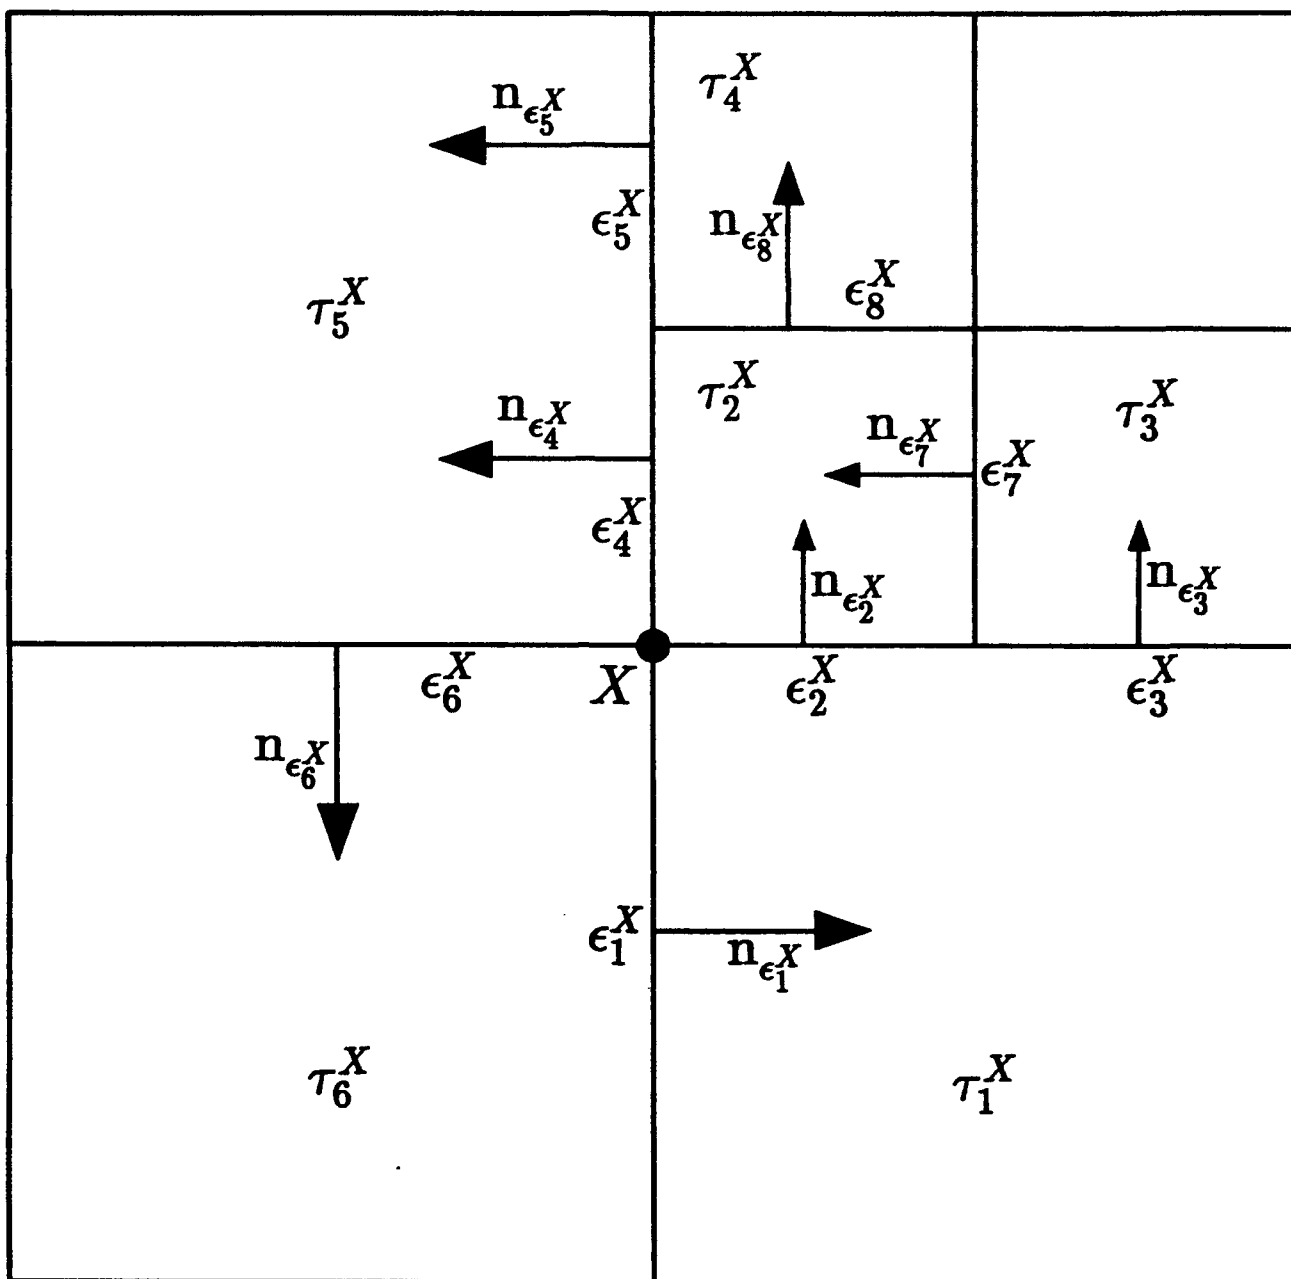 τ_4^X
n_{ϵ_5^X}
ϵ_5^X
n_{ϵ_8^X}
ϵ_8^X
τ_5^X
τ_2^X
τ_3^X
n_{ϵ_4^X}
n_{ϵ_7^X}
ϵ_7^X
ϵ_4^X
n_{ϵ_2^X}
n_{ϵ_3^X}
ϵ_6^X
X
ϵ_2^X
ϵ_3^X
n_{ϵ_6^X}
ϵ_1^X
n_{ϵ_1^X}
τ_6^X
τ_1^X